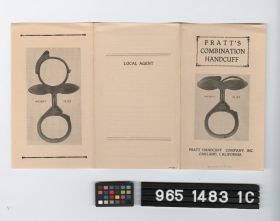 LOCAL AGENT
PRATT'S
COMBINATION
HANDCUFF
PRATT HANDCUFF COMPANY INC.
OAKLAND, CALIFORNIA
965 1483 1C